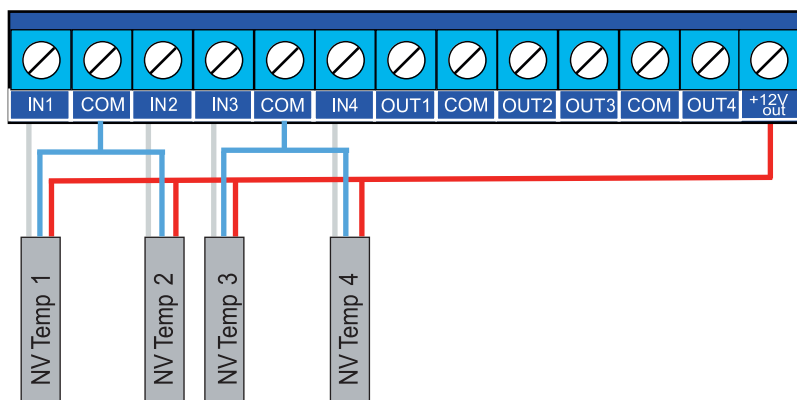 IN1 COM IN2 IN3 COM IN4 OUT1 COM OUT2 OUT3 COM OUT4 +12V
out
NV Temp 1
NV Temp 2
NV Temp 3
NV Temp 4